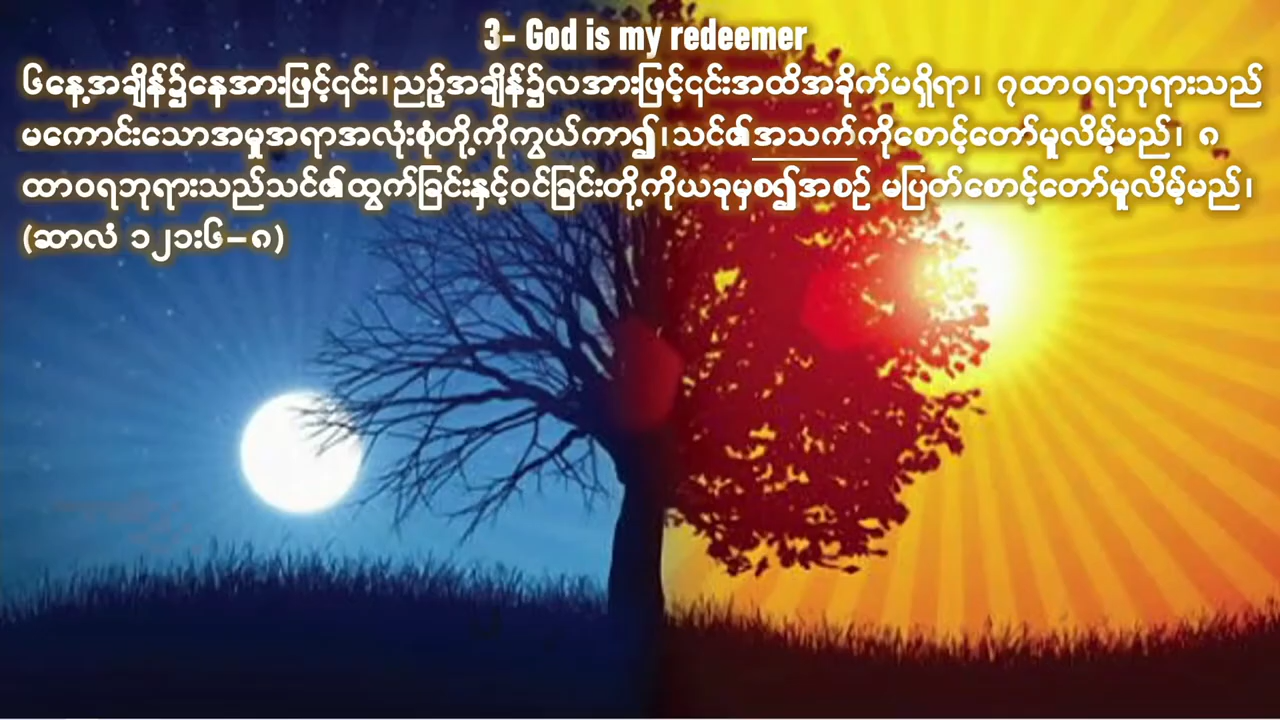 3- God is my redeemer
၆နေ့အချိန်၌နေအားဖြင့်၎င်း၊ညဉ့်အချိန်၌လအားဖြင့်၎င်းအထိအခိုက်မရှိရာ၊ ၇ထာဝရဘုရားသည်
မကောင်းသောအမှုအရာအလုံးစုံတို့ကိုကွယ်ကာ၍၊သင်၏အသက်ကိုစောင့်တော်မူလိမ့်မည်၊ ၈
ထာဝရဘုရားသည်သင်၏ထွက်ခြင်းနှင့်ဝင်ခြင်းတို့ကိုယခုမှစ၍အစဉ် မပြတ်စောင့်တော်မူလိမ့်မည်၊
(ဆာလံ ၁၂၁း၆–၈)